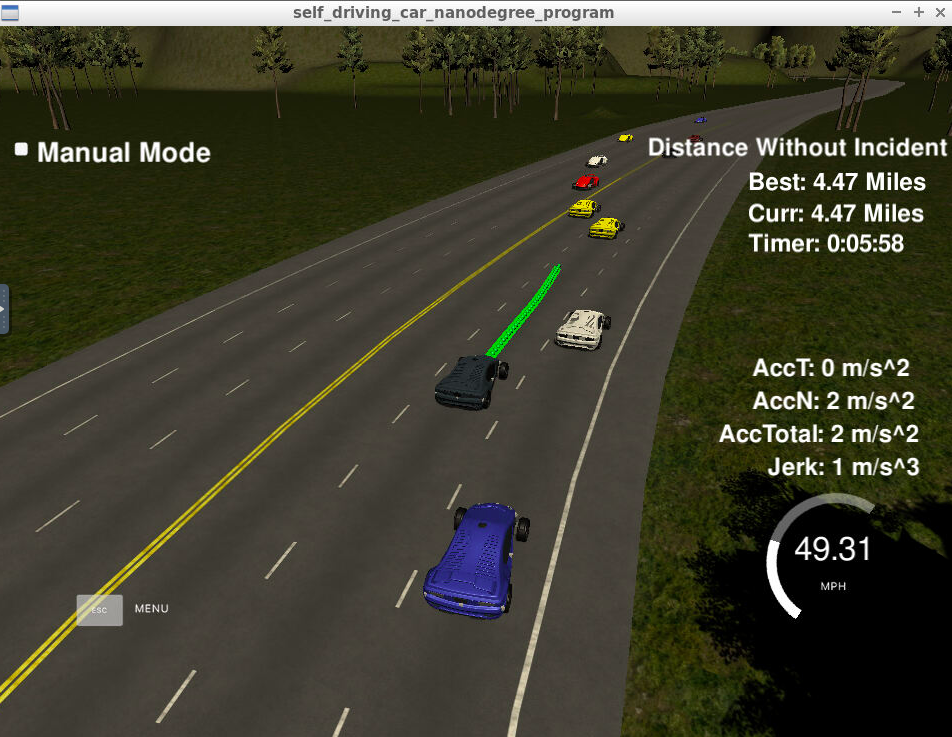 self_driving_car_nanodegree_program
Manual Mode
Distance Without Incident
Best: 4.47 Miles
Curr: 4.47 Miles
Timer: 0:05:58
AccT: 0 m/s^2
AccN: 2 m/s^2
AccTotal: 2 m/s^2
Jerk: 1 m/s^3
49.31
MPH
ESC MENU